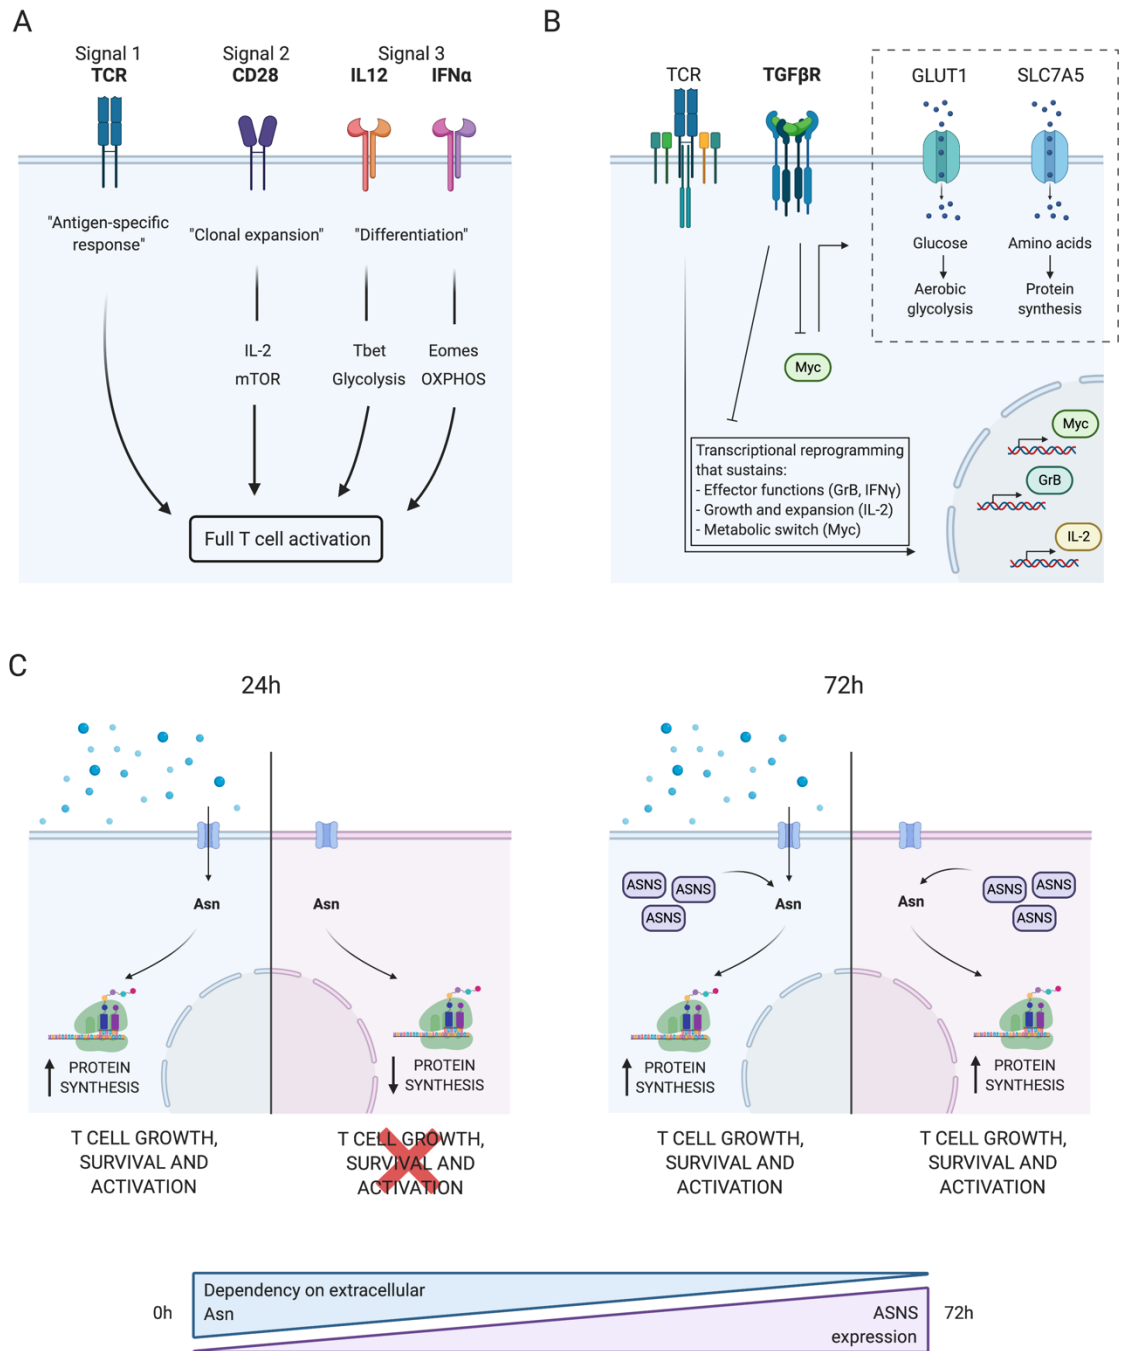 A
Signal 1
TCR
Signal 2
CD28
Signal 3
IL12
IFNα
"Antigen-specific
response"
"Clonal expansion"
"Differentiation"
IL-2
mTOR
Tbet
Glycolysis
Eomes
OXPHOS
Full T cell activation
B
TCR
TGFβR
GLUT1
SLC7A5
Glucose
Amino acids
Aerobic
glycolysis
Protein
synthesis
Myc
Transcriptional reprogramming
that sustains:
- Effector functions (GrB, IFNγ)
- Growth and expansion (IL-2)
- Metabolic switch (Myc)
Myc
GrB
IL-2
C
24h
Asn
Asn
PROTEIN
SYNTHESIS
PROTEIN
SYNTHESIS
T CELL GROWTH,
SURVIVAL AND
ACTIVATION
T CELL GROWTH,
SURVIVAL AND
ACTIVATION
72h
ASNS
ASNS
ASNS
Asn
Asn
ASNS
ASNS
ASNS
PROTEIN
SYNTHESIS
PROTEIN
SYNTHESIS
T CELL GROWTH,
SURVIVAL AND
ACTIVATION
T CELL GROWTH,
SURVIVAL AND
ACTIVATION
0h
Dependency on extracellular
Asn
ASNS
expression
72h